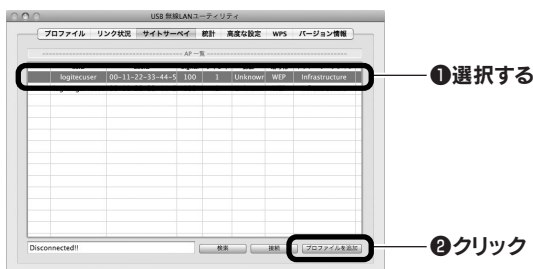 USB 無線LANユーティリティ
プロファイル リンク状況 サイトサーベイ 統計 高度な設定 WPS バージョン情報
AP 一覧
logitecuser 00-11-22-33-44-5 100 1 Unknowr WEP Infrastructure
❶選択する
Disconnected!! 検索 接続 プロファイルを追加
❷クリック